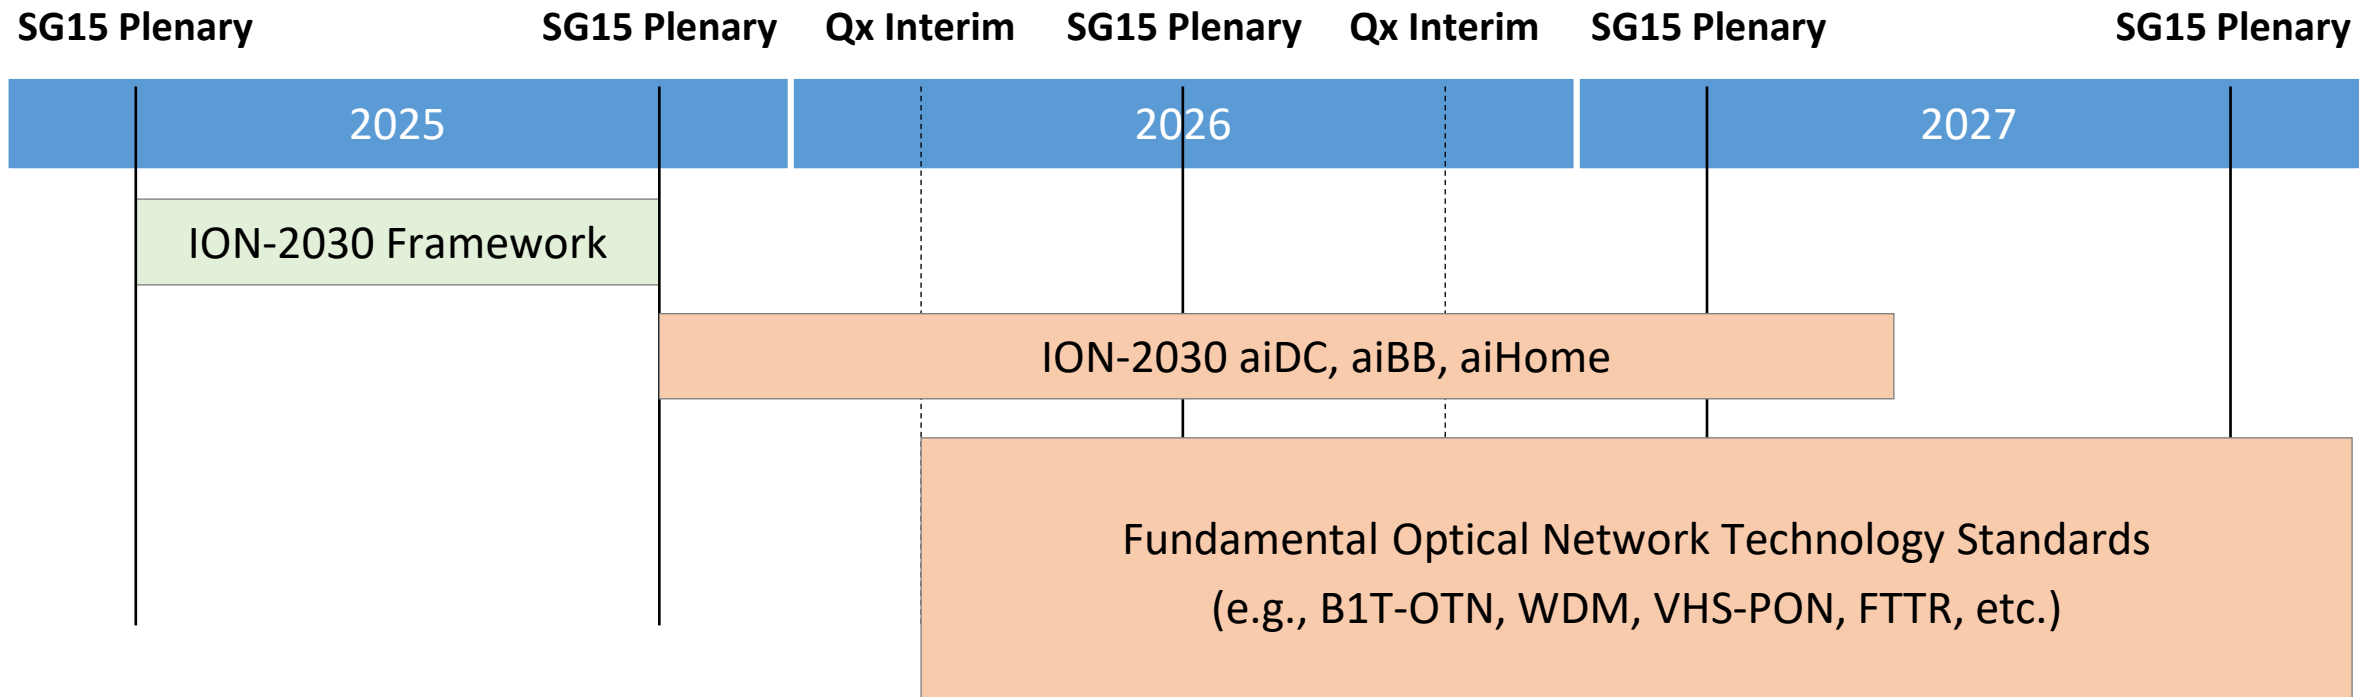 SG15 Plenary SG15 Plenary Qx Interim SG15 Plenary Qx Interim SG15 Plenary SG15 Plenary
2025 2026 2027
ION-2030 Framework
ION-2030 aiDC, aiBB, aiHome
Fundamental Optical Network Technology Standards
(e.g., B1T-OTN, WDM, VHS-PON, FTTR, etc.)